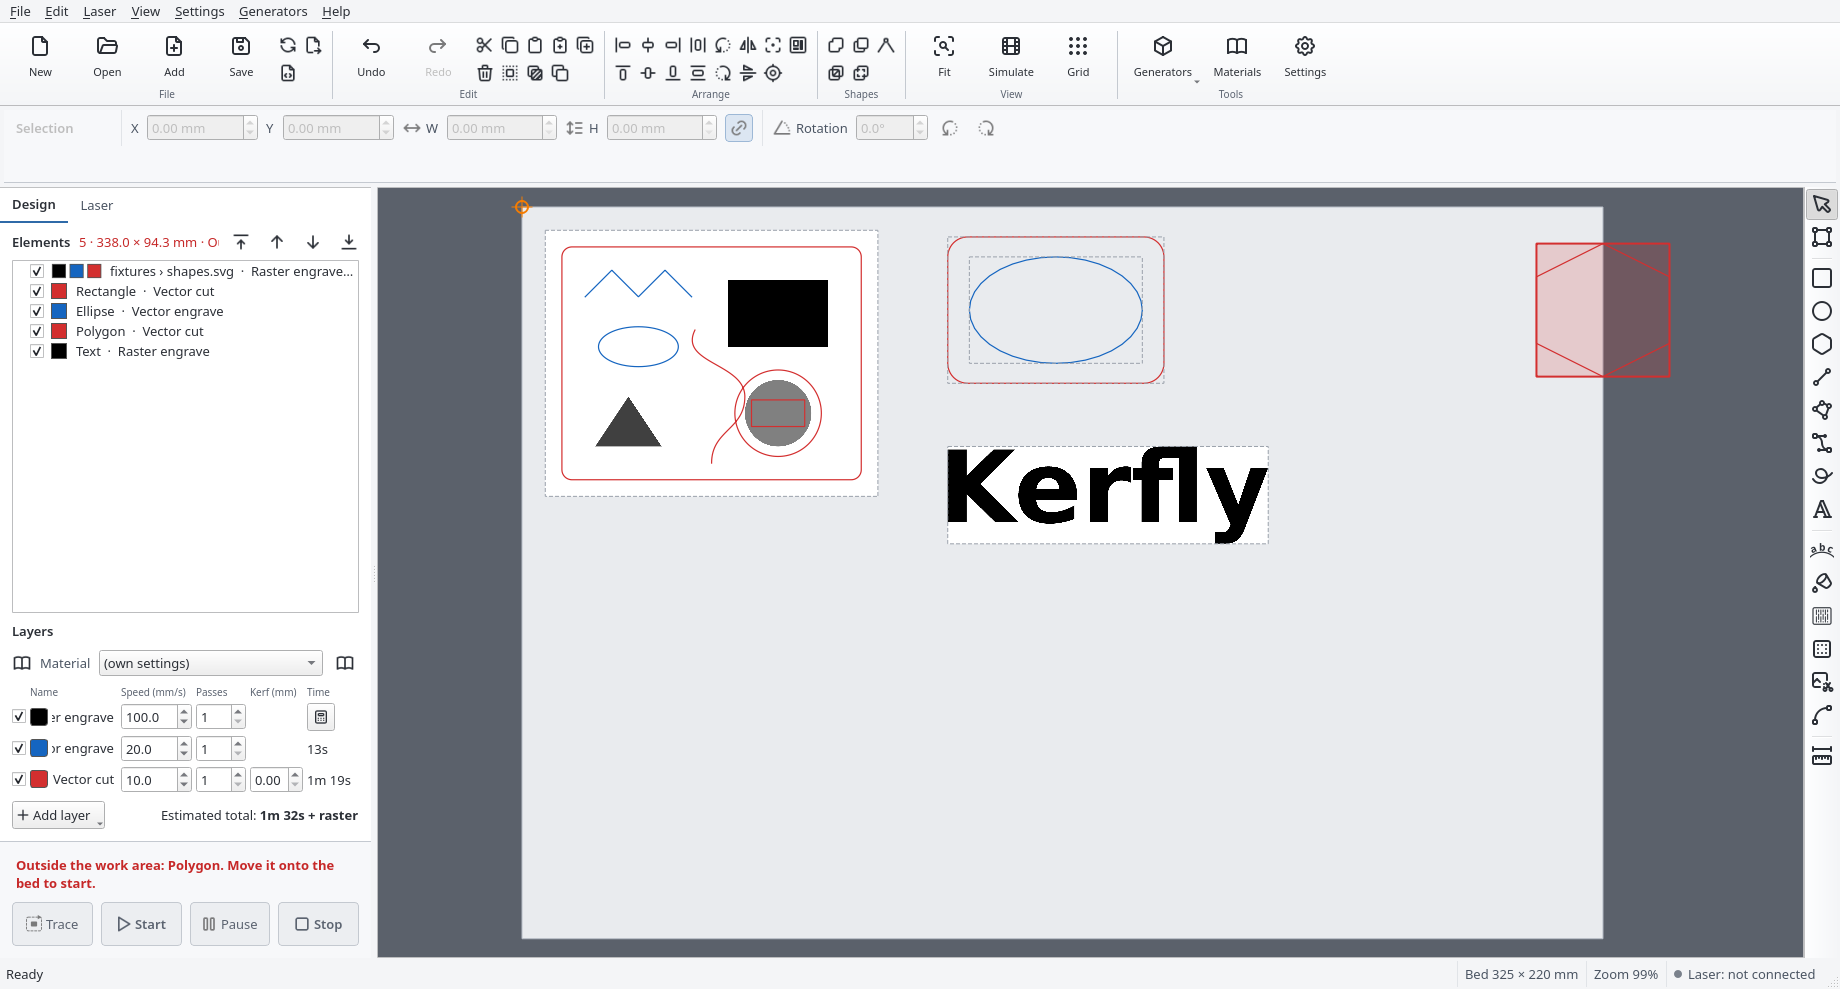 File Edit Laser View Settings Generators Help
New Open Add Save Undo Redo Fit Simulate Grid Generators Materials Settings
File Edit Arrange Shapes View Tools
Selection X 0.00 mm Y 0.00 mm W 0.00 mm H 0.00 mm Rotation 0.0°
Design Laser
Elements 5 · 338.0 × 94.3 mm · O
fixtures › shapes.svg · Raster engrave...
Rectangle · Vector cut
Ellipse · Vector engrave
Polygon · Vector cut
Text · Raster engrave
Kerfly
abc
Layers
Material (own settings)
Name Speed (mm/s) Passes Kerf (mm) Time
er engrave 100.0 1
or engrave 20.0 1 13s
Vector cut 10.0 1 0.00 1m 19s
Add layer Estimated total: 1m 32s + raster
Outside the work area: Polygon. Move it onto the
bed to start.
Trace Start Pause Stop
Ready Bed 325 × 220 mm Zoom 99% Laser: not connected